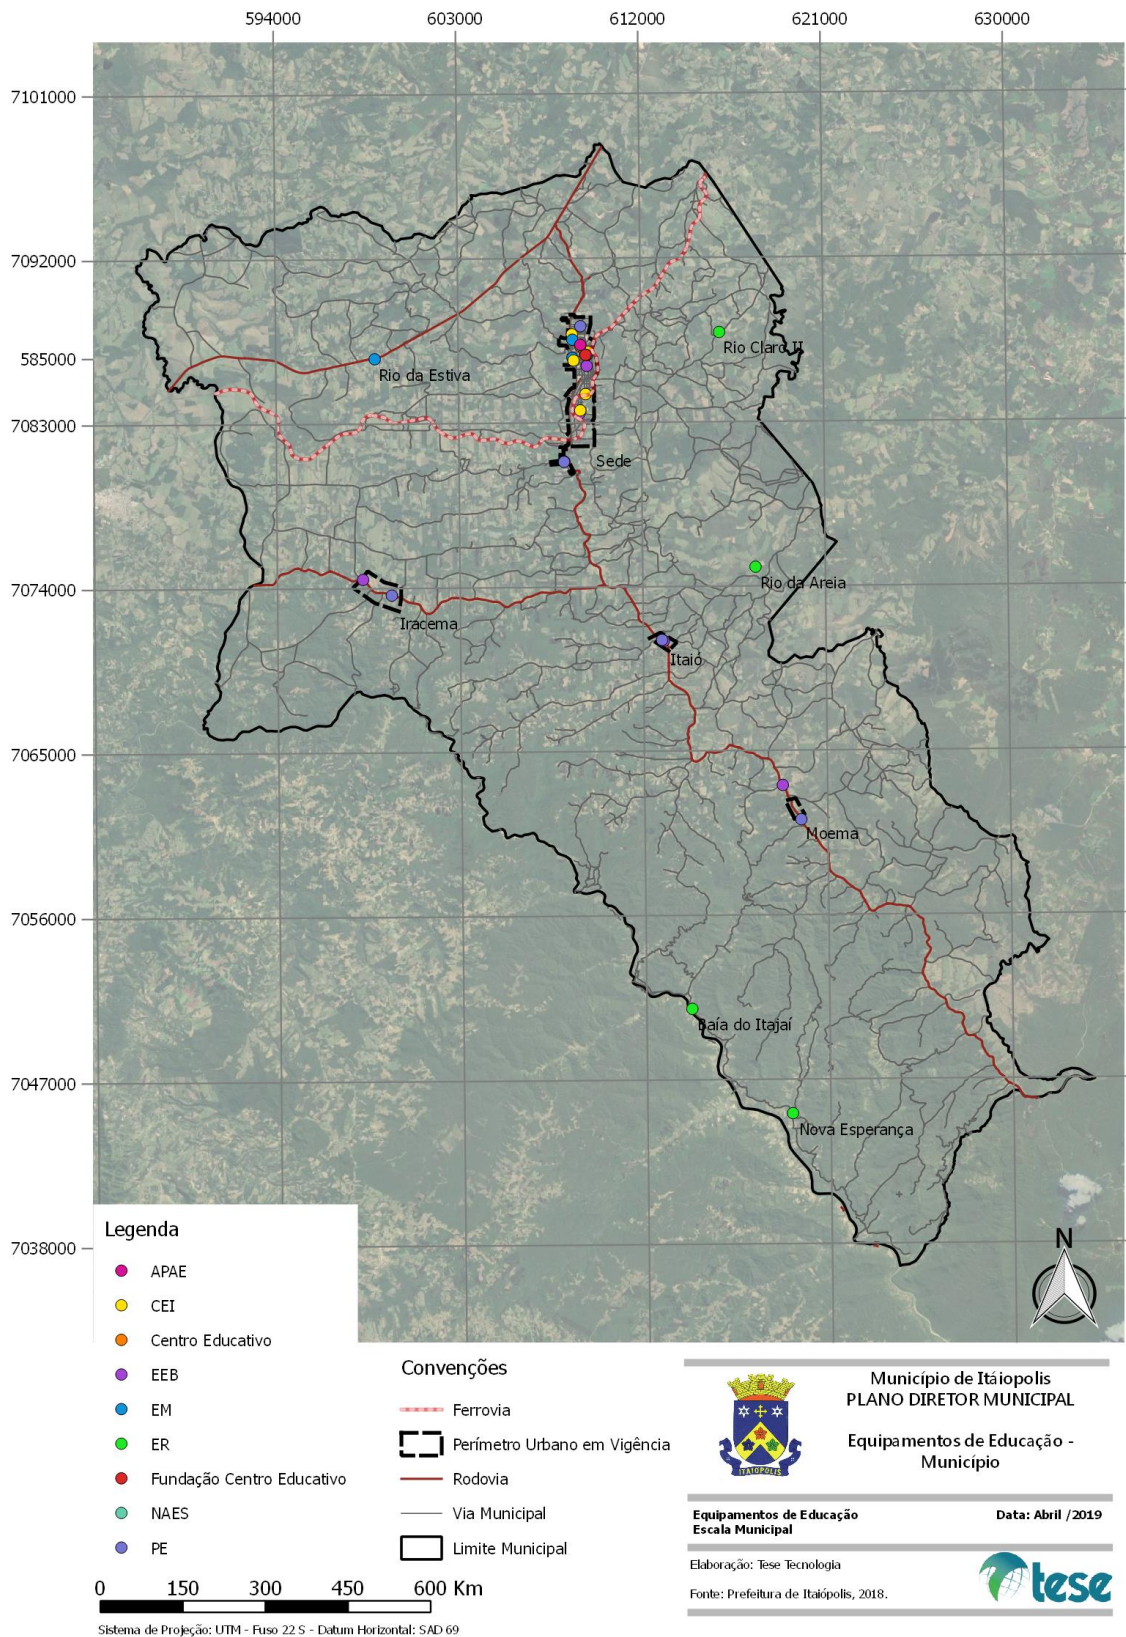 594000 603000 612000 621000 630000
7101000
7092000
585000
7083000
7074000
7065000
7056000
7047000
7038000
Rio Claro II
Rio da Estiva
Sede
Rio da Areia
Iracema
Itaió
Moema
Baía do Itajaí
Nova Esperança
N
Legenda
APAE
CEI
Centro Educativo
EEB
EM
ER
Fundação Centro Educativo
NAES
PE
0 150 300 450 600 Km
Sistema de Projeção: UTM - Fuso 22 S - Datum Horizontal: SAD 69
Convenções
Ferrovia
Perímetro Urbano em Vigência
Rodovia
Via Municipal
Limite Municipal
ITAIOPOLIS
Município de Itáiopolis
PLANO DIRETOR MUNICIPAL
Equipamentos de Educação -
Município
Equipamentos de Educação
Escala Municipal
Data: Abril /2019
Elaboração: Tese Tecnologia
Fonte: Prefeitura de Itaiópolis, 2018.
tese